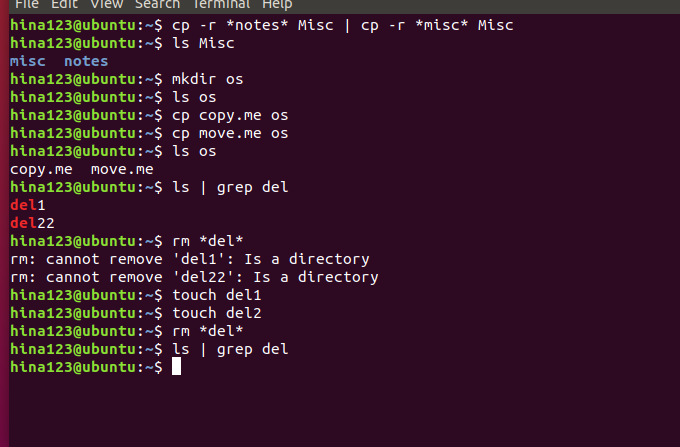 File Edit View Search Terminal Help
hina123@ubuntu:~$ cp -r *notes* Misc | cp -r *misc* Misc
hina123@ubuntu:~$ ls Misc
misc  notes
hina123@ubuntu:~$ mkdir os
hina123@ubuntu:~$ ls os
hina123@ubuntu:~$ cp copy.me os
hina123@ubuntu:~$ cp move.me os
hina123@ubuntu:~$ ls os
copy.me  move.me
hina123@ubuntu:~$ ls | grep del
del1
del22
hina123@ubuntu:~$ rm *del*
rm: cannot remove 'del1': Is a directory
rm: cannot remove 'del22': Is a directory
hina123@ubuntu:~$ touch del1
hina123@ubuntu:~$ touch del2
hina123@ubuntu:~$ rm *del*
hina123@ubuntu:~$ ls | grep del
hina123@ubuntu:~$